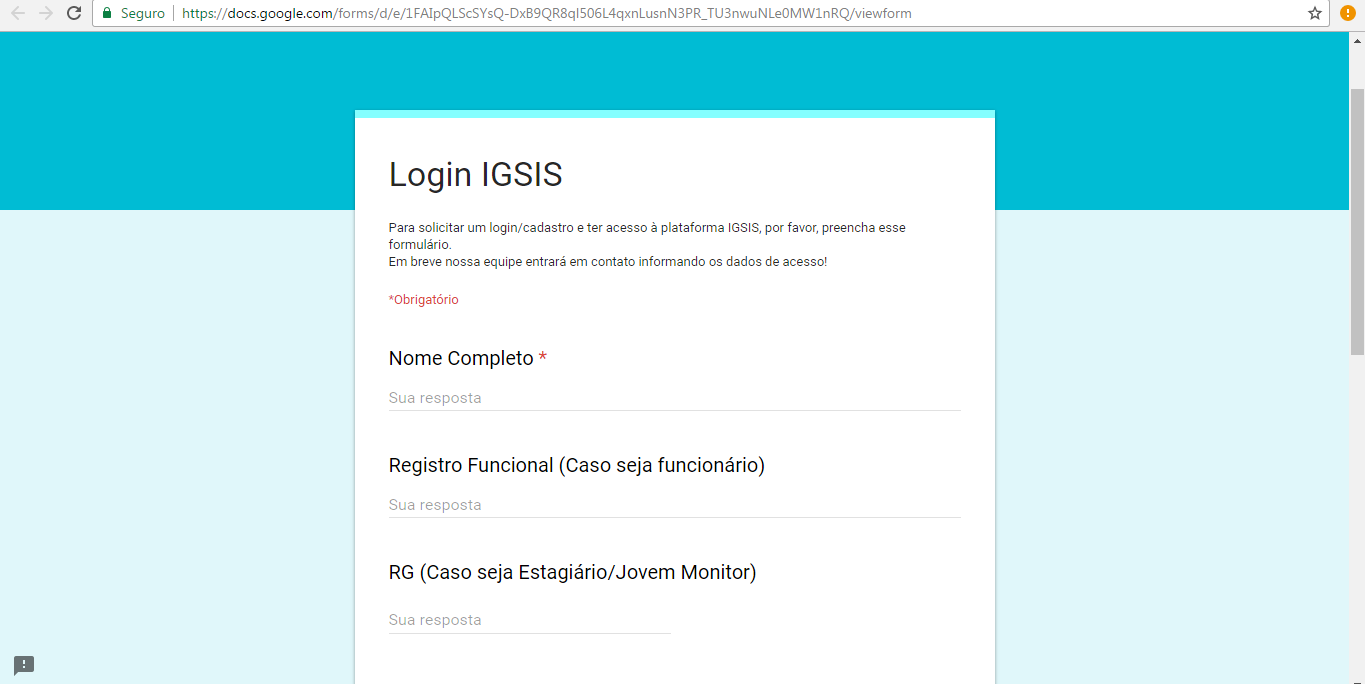 Seguro
https://docs.google.com/forms/d/e/1FAIpQLScSYsQ-DxB9QR8ql506L4qxnLusnN3PR_TU3nwuNLe0MW1nRQ/viewform
Login IGSIS
Para solicitar um login/cadastro e ter acesso à plataforma IGSIS, por favor, preencha esse
formulário.
Em breve nossa equipe entrará em contato informando os dados de acesso!
*Obrigatório
Nome Completo *
Sua resposta
Registro Funcional (Caso seja funcionário)
Sua resposta
RG (Caso seja Estagiário/Jovem Monitor)
Sua resposta